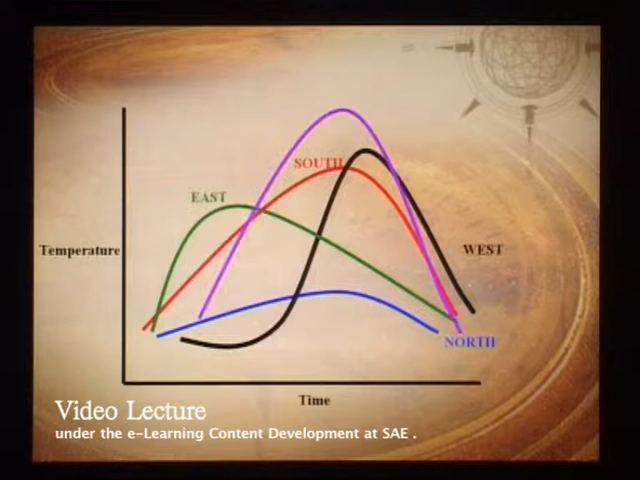 SOUTH
EAST
Temperature
WEST
NORTH
Time
Video Lecture
under the e-Learning Content Development at SAE .